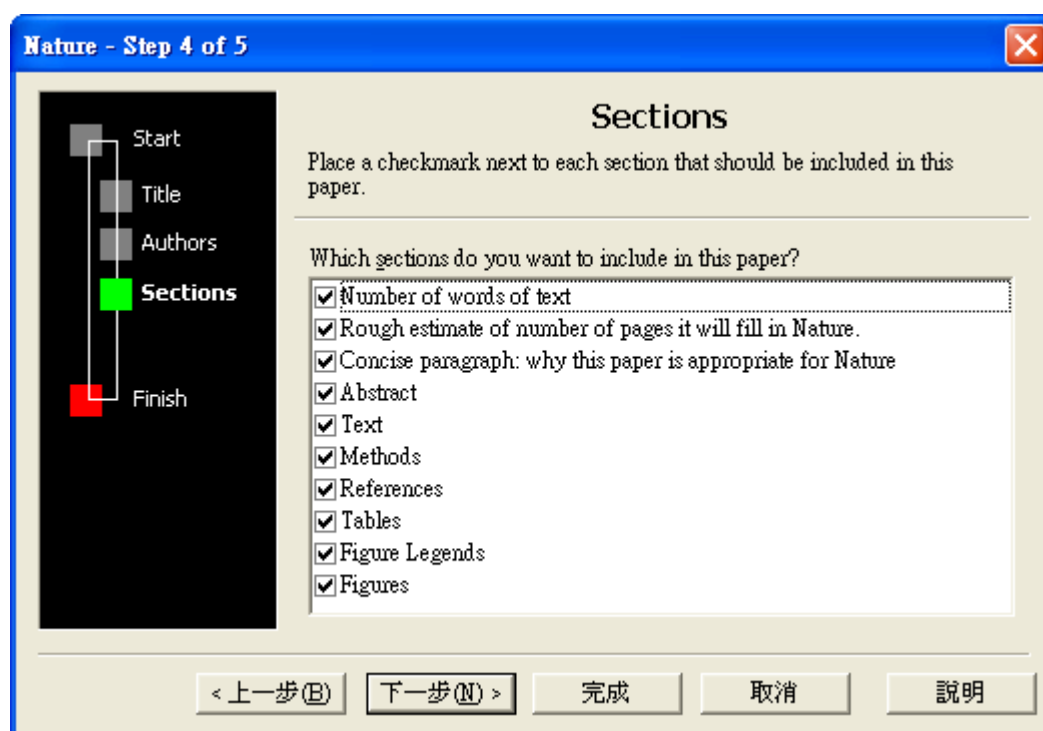 Nature - Step 4 of 5
Start
Title
Authors
Sections
Finish
Sections
Place a checkmark next to each section that should be included in this
paper.
Which sections do you want to include in this paper?
Number of words of text
Rough estimate of number of pages it will fill in Nature.
Concise paragraph: why this paper is appropriate for Nature
Abstract
Text
Methods
References
Tables
Figure Legends
Figures
< 上一步(B) 下一步(N) > 完成 取消 說明